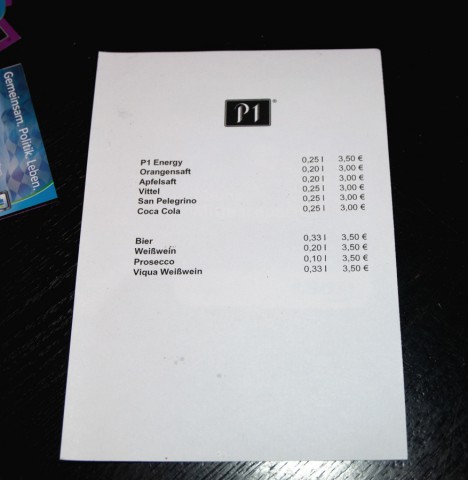 Gemeinsam. Politik. Leben.
P1®
P1 Energy 0,25 l 3,50 €
Orangensaft 0,20 l 3,00 €
Apfelsaft 0,20 l 3,00 €
Vittel 0,25 l 3,00 €
San Pelegrino 0,25 l 3,00 €
Coca Cola 0,25 l 3,00 €
Bier 0,33 l 3,50 €
Weißwein 0,20 l 3,50 €
Prosecco 0,10 l 3,50 €
Viqua Weißwein 0,33 l 3,50 €